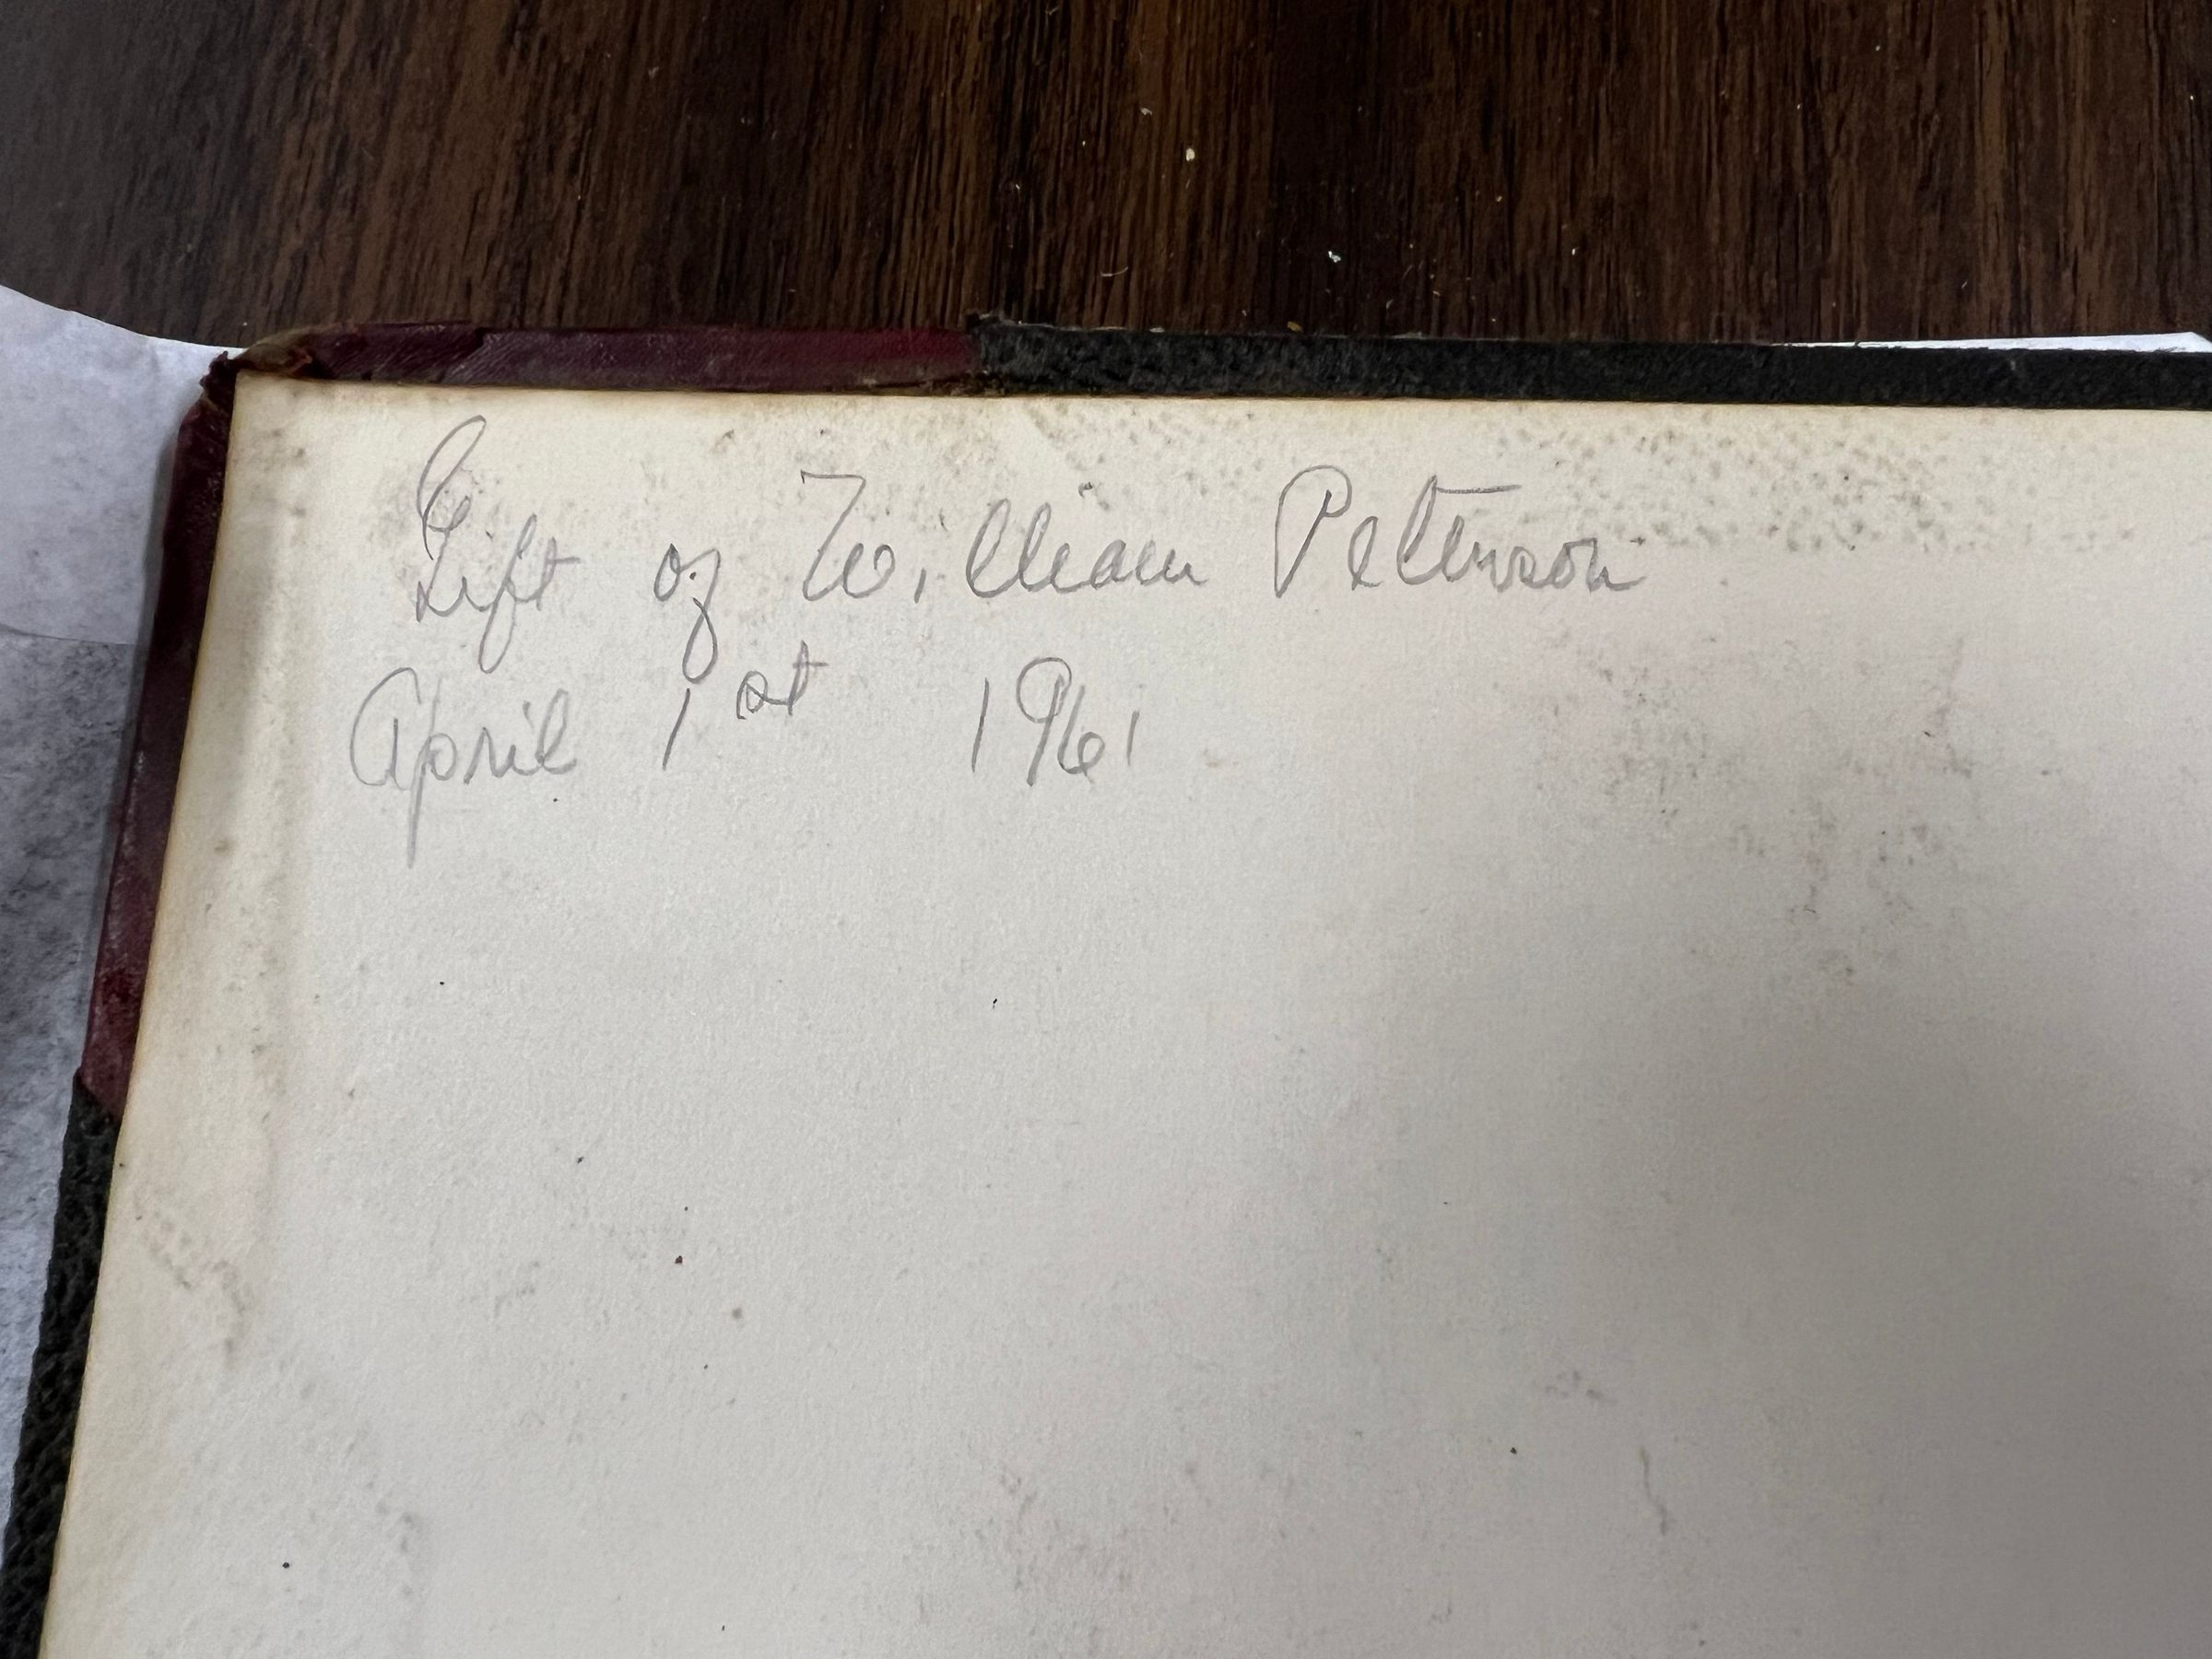 Gift of William Peterson
April 1st 1961